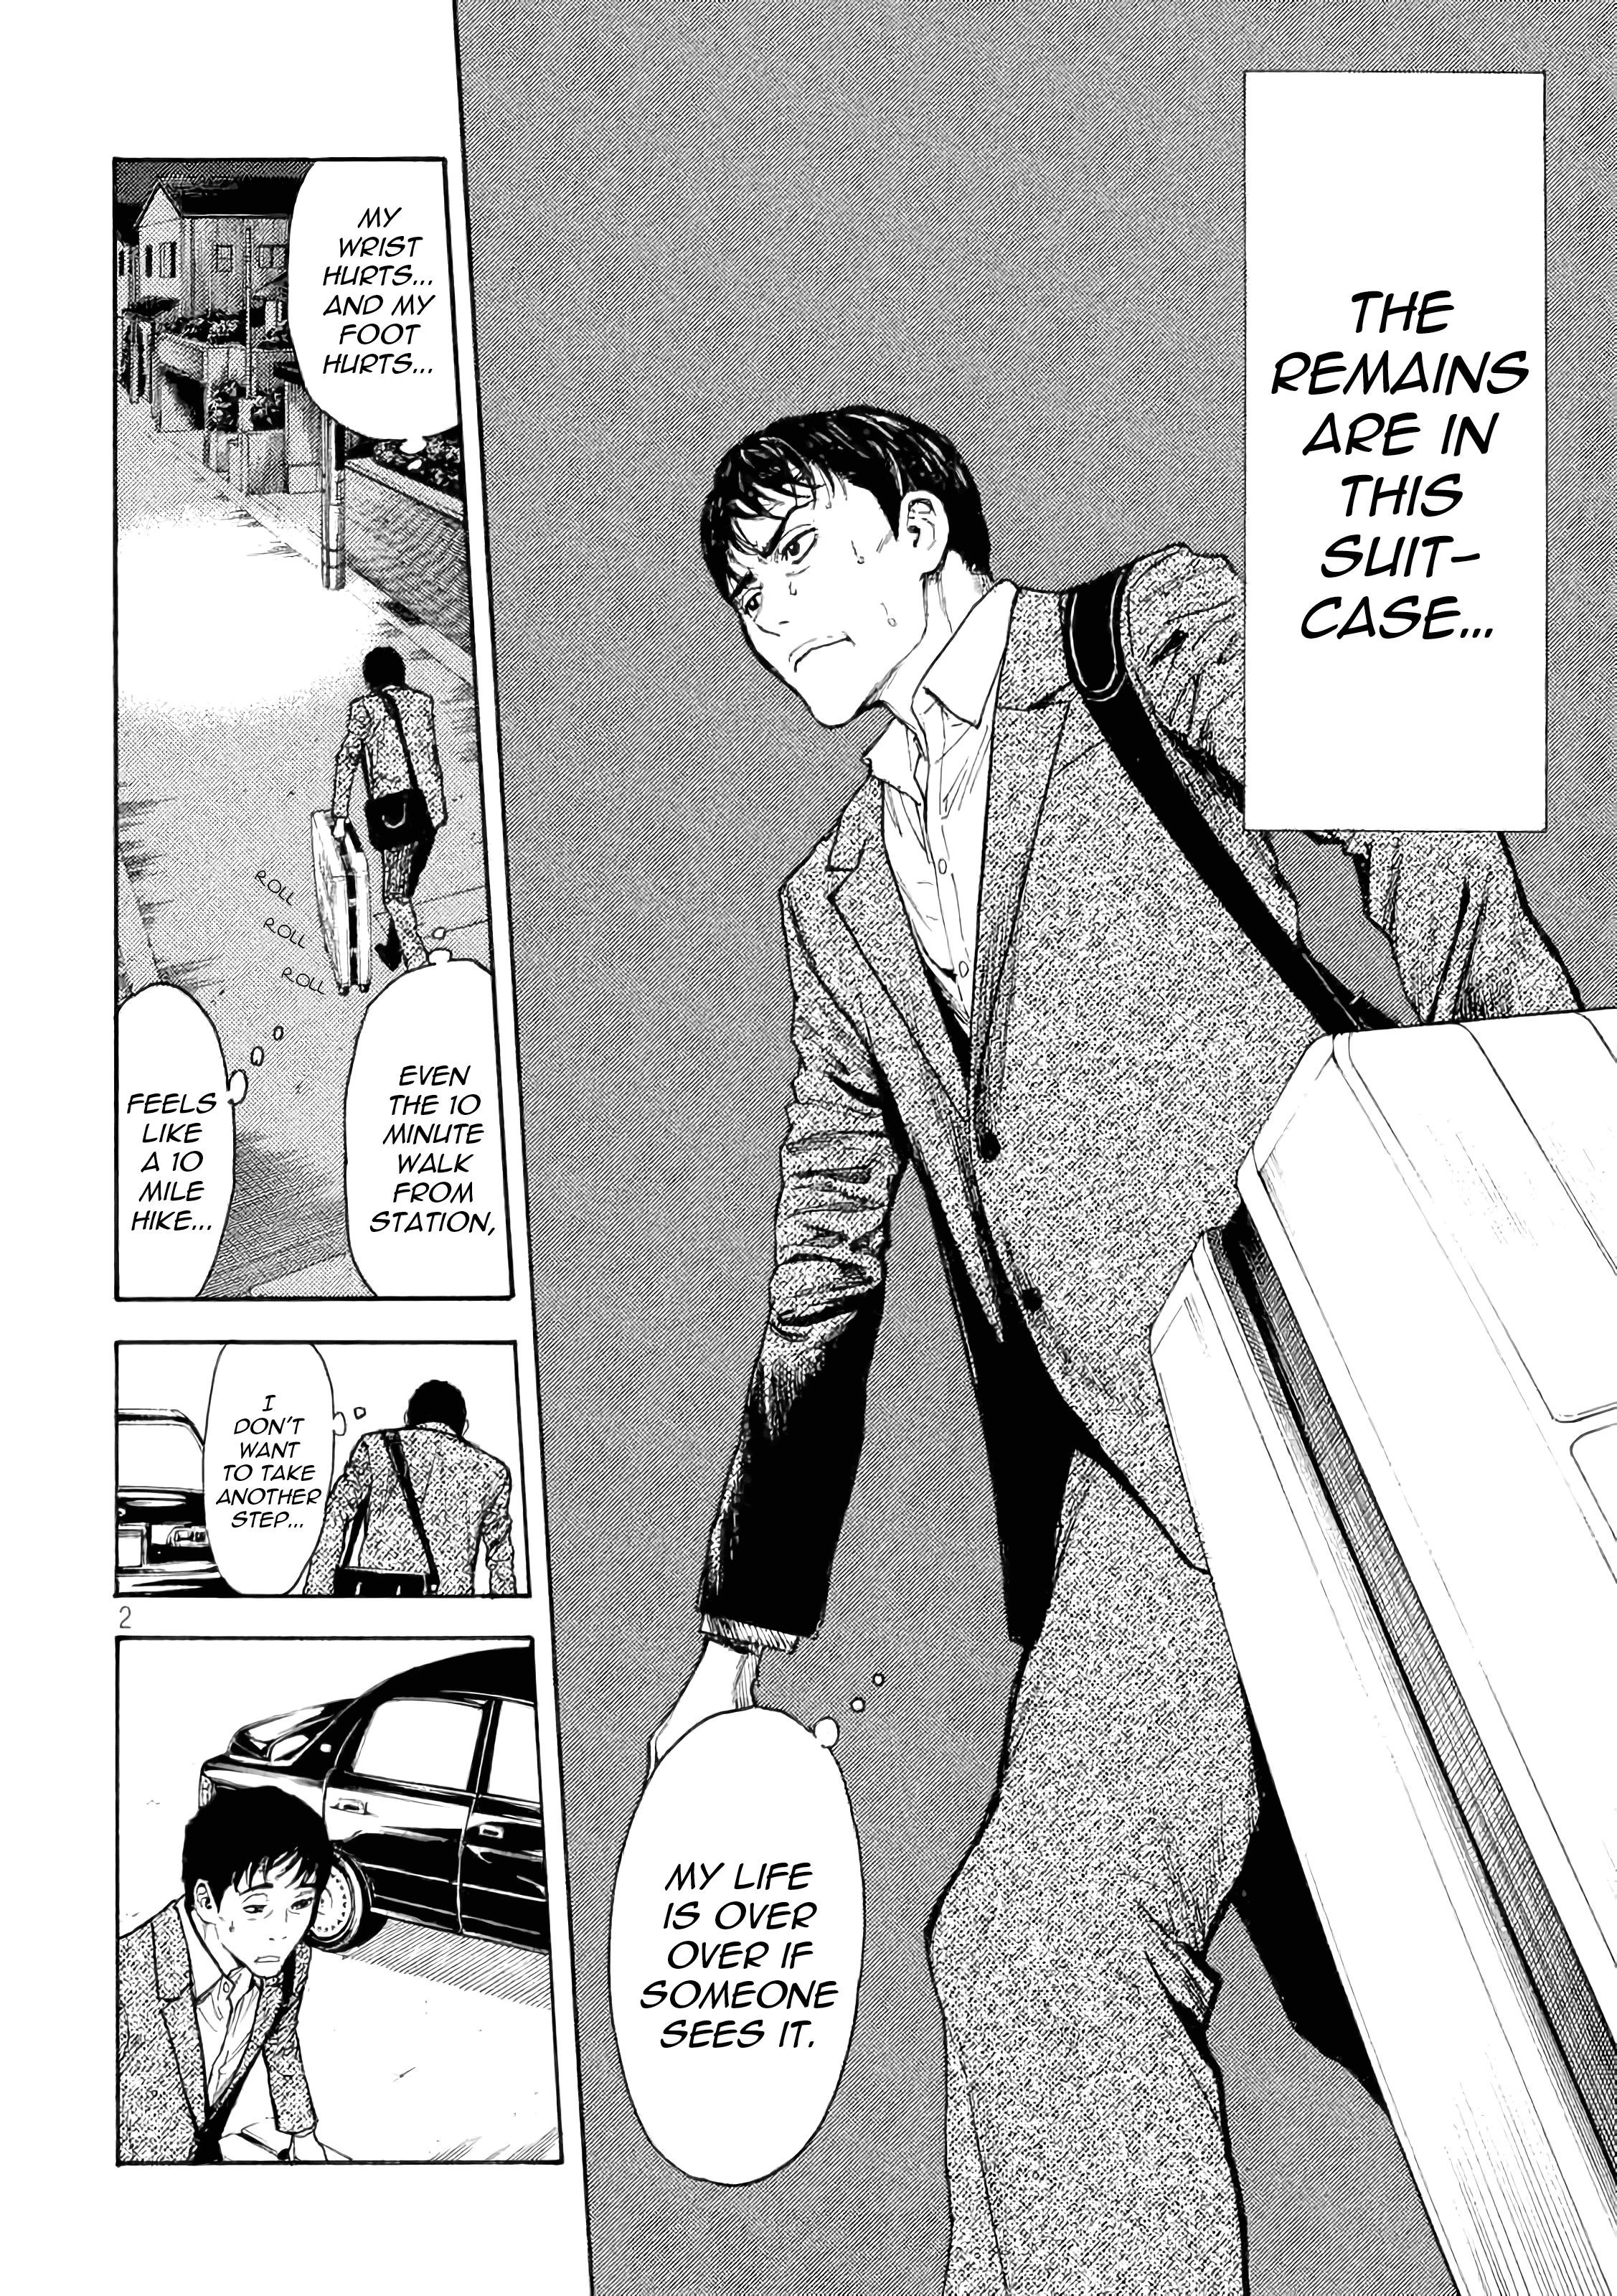 THE
REMAINS
ARE IN
THIS
SUIT-
CASE...
MY LIFE
IS OVER
OVER IF
SOMEONE
SEES IT.
MY
WRIST
HURTS...
AND MY
FOOT
HURTS...
ROLL
ROLL
ROLL
EVEN
THE 10
MINUTE
WALK
FROM
STATION,
FEELS
LIKE
A 10
MILE
HIKE...
I
DON'T
WANT
TO TAKE
ANOTHER
STEP...
2